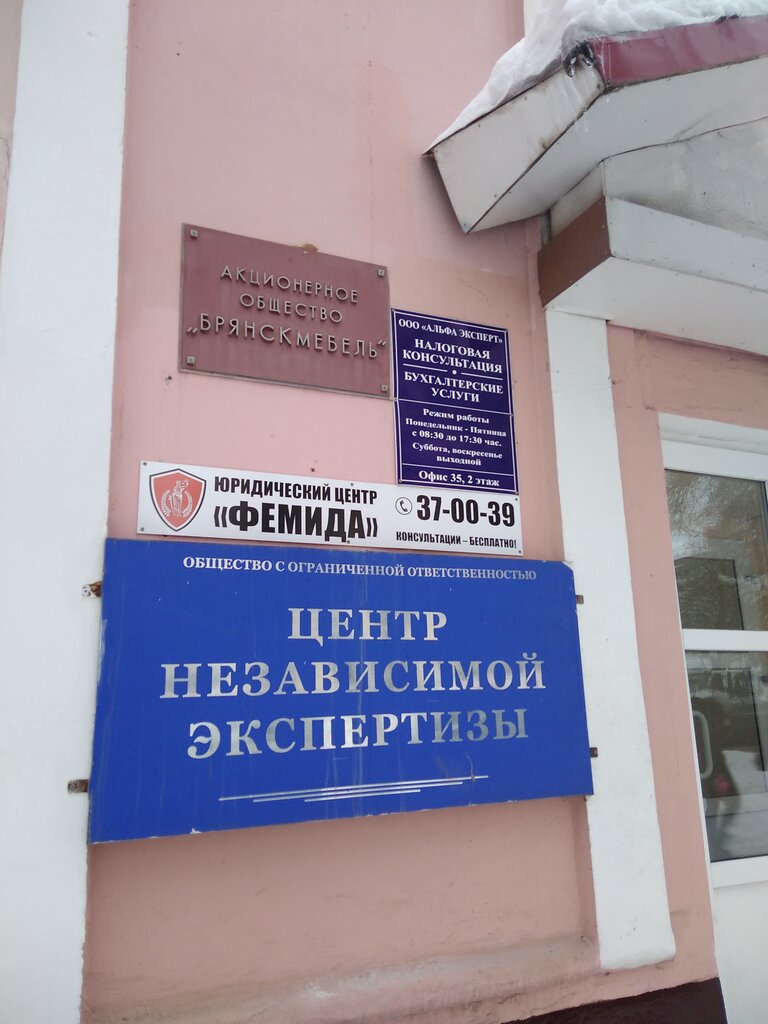 АКЦИОНЕРНОЕ
ОБЩЕСТВО
„БРЯНСКМЕБЕЛЬ“
ООО «АЛЬФА ЭКСПЕРТ»
НАЛОГОВАЯ
КОНСУЛЬТАЦИЯ
•
БУХГАЛТЕРСКИЕ
УСЛУГИ
Режим работы
Понедельник - Пятница
с 08:30 до 17:30 час.
Суббота, воскресенье
выходной
Офис 35, 2 этаж
ЮРИДИЧЕСКИЙ ЦЕНТР
«ФЕМИДА»
37-00-39
КОНСУЛЬТАЦИИ – БЕСПЛАТНО!
ОБЩЕСТВО С ОГРАНИЧЕННОЙ ОТВЕТСТВЕННОСТЬЮ
ЦЕНТР
НЕЗАВИСИМОЙ
ЭКСПЕРТИЗЫ